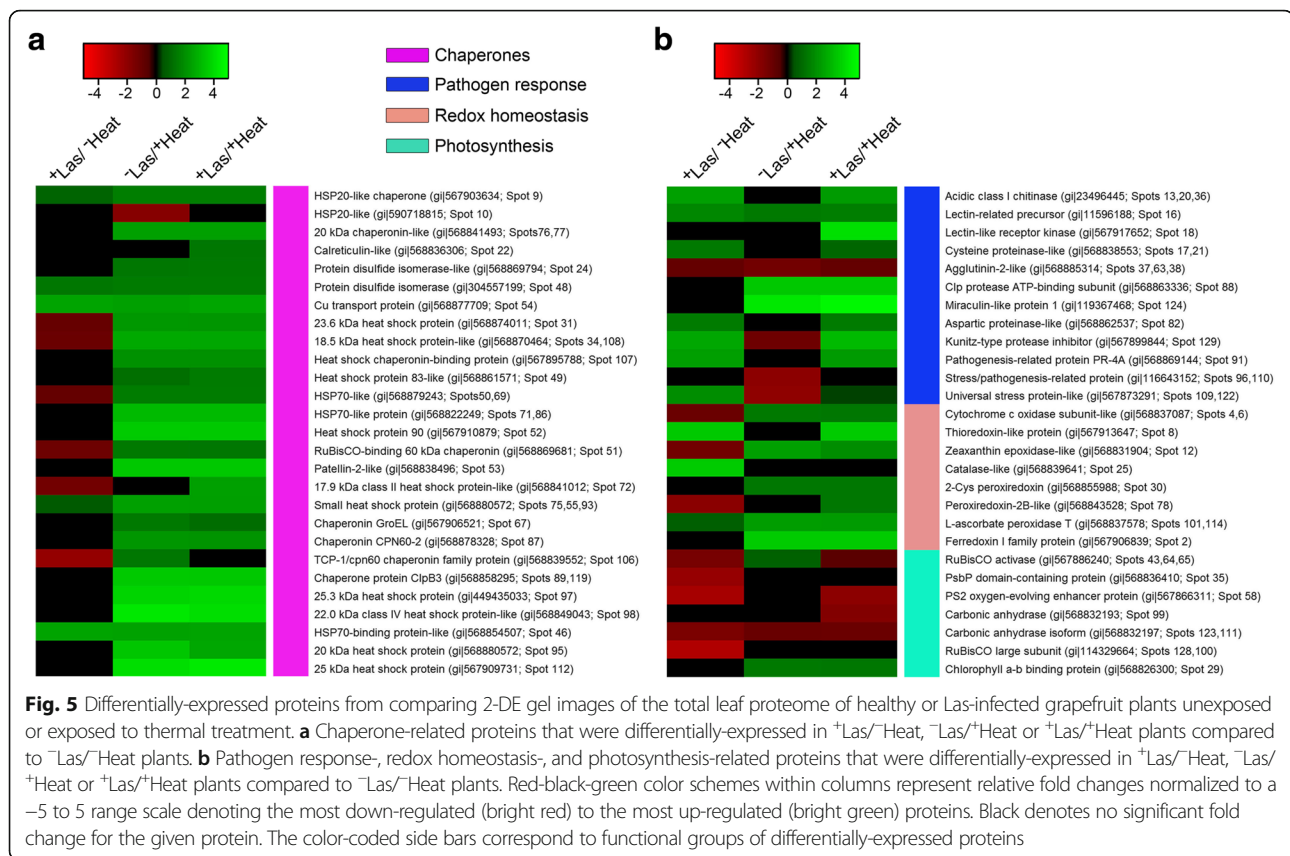 a
-4 -2 0 2 4
+Las/ -Heat
-Las/+Heat
+Las/+Heat
Chaperones
Pathogen response
Redox homeostasis
Photosynthesis
HSP20-like chaperone (gi|567903634; Spot 9)
HSP20-like (gi|590718815; Spot 10)
20 kDa chaperonin-like (gi|568841493; Spots76,77)
Calreticulin-like (gi|568836306; Spot 22)
Protein disulfide isomerase-like (gi|568869794; Spot 24)
Protein disulfide isomerase (gi|304557199; Spot 48)
Cu transport protein (gi|568877709; Spot 54)
23.6 kDa heat shock protein (gi|568874011; Spot 31)
18.5 kDa heat shock protein-like (gi|568870464; Spots 34,108)
Heat shock chaperonin-binding protein (gi|567895788; Spot 107)
Heat shock protein 83-like (gi|568861571; Spot 49)
HSP70-like (gi|568879243; Spots50,69)
HSP70-like protein (gi|568822249; Spots 71,86)
Heat shock protein 90 (gi|567910879; Spot 52)
RuBisCO-binding 60 kDa chaperonin (gi|568869681; Spot 51)
Patellin-2-like (gi|568838496; Spot 53)
17.9 kDa class II heat shock protein-like (gi|568841012; Spot 72)
Small heat shock protein (gi|568880572; Spots 75,55,93)
Chaperonin GroEL (gi|567906521; Spot 67)
Chaperonin CPN60-2 (gi|568878328; Spot 87)
TCP-1/cpn60 chaperonin family protein (gi|568839552; Spot 106)
Chaperone protein ClpB3 (gi|568858295; Spots 89,119)
25.3 kDa heat shock protein (gi|449435033; Spot 97)
22.0 kDa class IV heat shock protein-like (gi|568849043; Spot 98)
HSP70-binding protein-like (gi|568854507; Spot 46)
20 kDa heat shock protein (gi|568880572; Spot 95)
25 kDa heat shock protein (gi|567909731; Spot 112)
b
-4 -2 0 2 4
+Las/ -Heat
-Las/+Heat
+Las/+Heat
Acidic class I chitinase (gi|23496445; Spots 13,20,36)
Lectin-related precursor (gi|11596188; Spot 16)
Lectin-like receptor kinase (gi|567917652; Spot 18)
Cysteine proteinase-like (gi|568838553; Spots 17,21)
Agglutinin-2-like (gi|568885314; Spots 37,63,38)
Clp protease ATP-binding subunit (gi|568863336; Spot 88)
Miraculin-like protein 1 (gi|119367468; Spot 124)
Aspartic proteinase-like (gi|568862537; Spot 82)
Kunitz-type protease inhibitor (gi|567899844; Spot 129)
Pathogenesis-related protein PR-4A (gi|568869144; Spot 91)
Stress/pathogenesis-related protein (gi|116643152; Spots 96,110)
Universal stress protein-like (gi|567873291; Spots 109,122)
Cytochrome c oxidase subunit-like (gi|568837087; Spots 4,6)
Thioredoxin-like protein (gi|567913647; Spot 8)
Zeaxanthin epoxidase-like (gi|568831904; Spot 12)
Catalase-like (gi|568839641; Spot 25)
2-Cys peroxiredoxin (gi|568855988; Spot 30)
Peroxiredoxin-2B-like (gi|568843528; Spot 78)
L-ascorbate peroxidase T (gi|568837578; Spots 101,114)
Ferredoxin I family protein (gi|567906839; Spot 2)
RuBisCO activase (gi|567886240; Spots 43,64,65)
PsbP domain-containing protein (gi|568836410; Spot 35)
PS2 oxygen-evolving enhancer protein (gi|567866311; Spot 58)
Carbonic anhydrase (gi|568832193; Spot 99)
Carbonic anhydrase isoform (gi|568832197; Spots 123,111)
RuBisCO large subunit (gi|114329664; Spots 128,100)
Chlorophyll a-b binding protein (gi|568826300; Spot 29)
Fig. 5 Differentially-expressed proteins from comparing 2-DE gel images of the total leaf proteome of healthy or Las-infected grapefruit plants unexposed
or exposed to thermal treatment. a Chaperone-related proteins that were differentially-expressed in +Las/−Heat, −Las/+Heat or +Las/+Heat plants compared
to −Las/−Heat plants. b Pathogen response-, redox homeostasis-, and photosynthesis-related proteins that were differentially-expressed in +Las/−Heat, −Las/
+Heat or +Las/+Heat plants compared to −Las/−Heat plants. Red-black-green color schemes within columns represent relative fold changes normalized to a
−5 to 5 range scale denoting the most down-regulated (bright red) to the most up-regulated (bright green) proteins. Black denotes no significant fold
change for the given protein. The color-coded side bars correspond to functional groups of differentially-expressed proteins